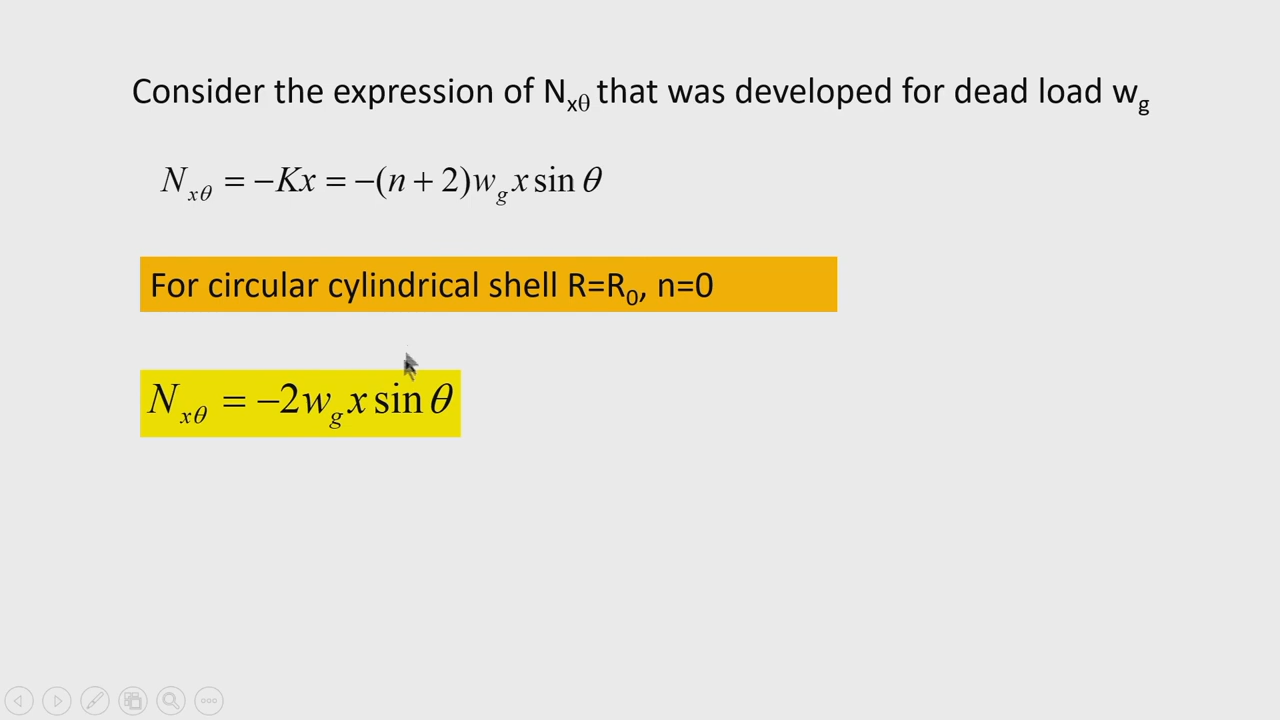 Consider the expression of Nxθ that was developed for dead load wg
Nxθ = −Kx = −(n + 2)wg x sin θ
For circular cylindrical shell R=R0, n=0
Nxθ = −2wg x sin θ